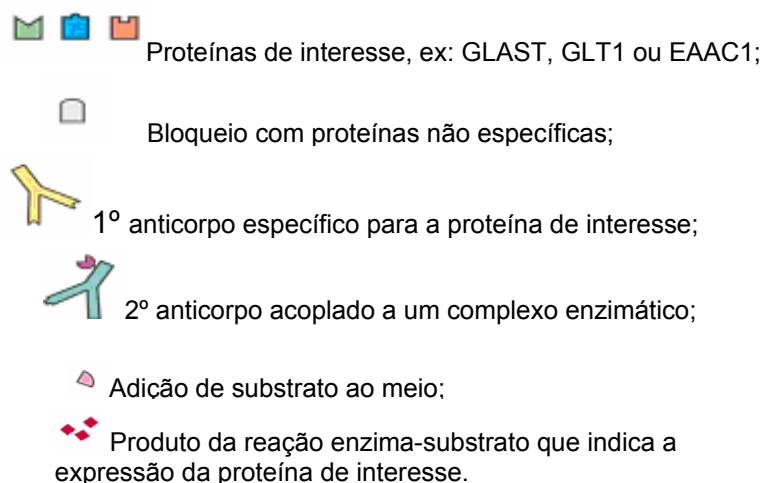 Proteínas de interesse, ex: GLAST, GLT1 ou EAAC1;
Bloqueio com proteínas não específicas;
1º anticorpo específico para a proteína de interesse;
2º anticorpo acoplado a um complexo enzimático;
Adição de substrato ao meio;
Produto da reação enzima-substrato que indica a
expressão da proteína de interesse.